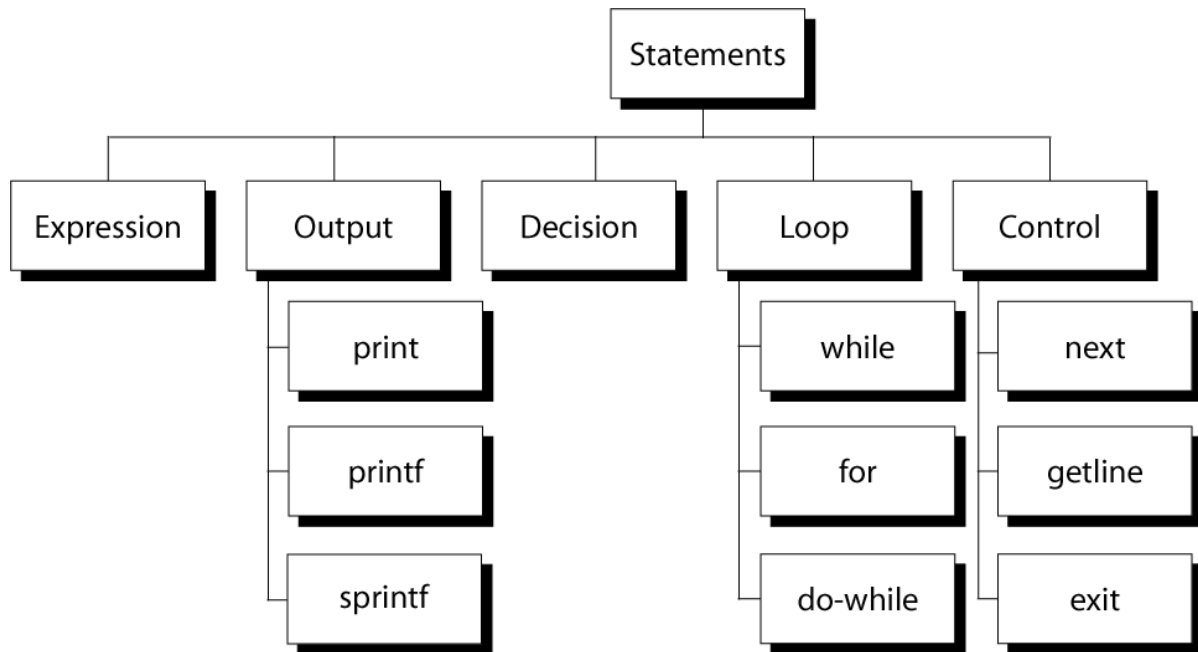 Statements
Expression
Output
Decision
Loop
Control
print
while
next
printf
for
getline
sprintf
do-while
exit